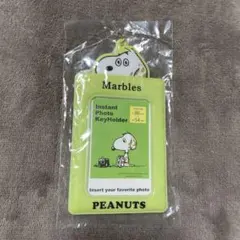 Marbles
Instant
Photo
KeyHolder
Insert your favorite photo
PEANUTS